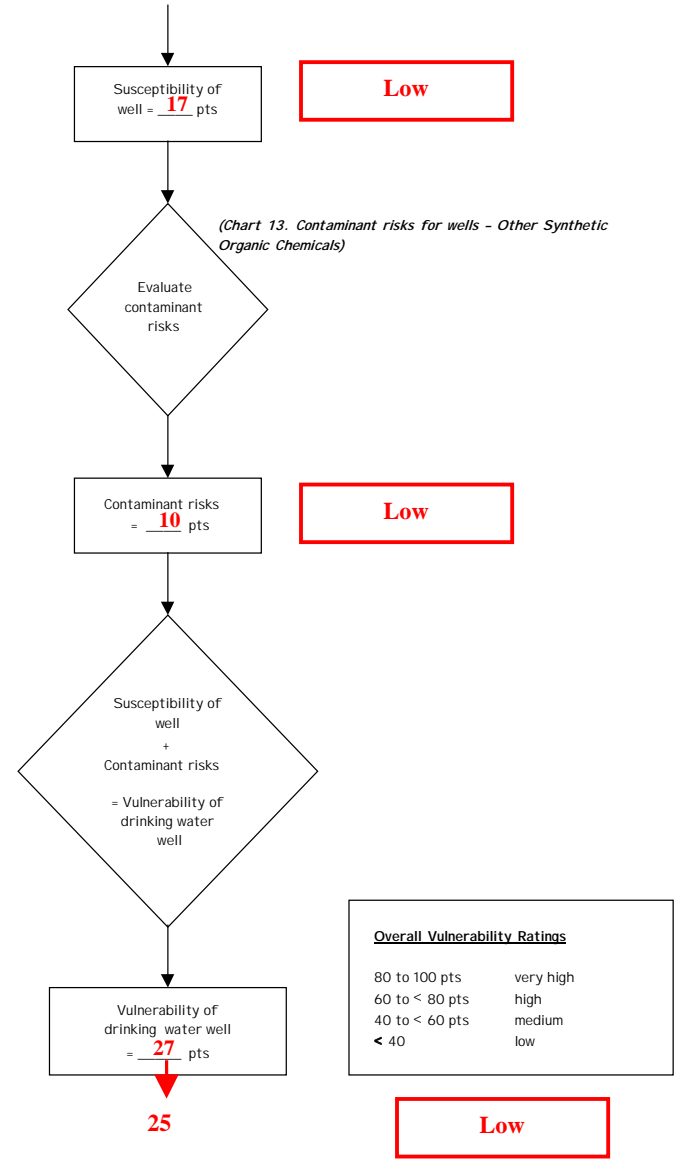 Susceptibility of
well = 17 pts
Low
(Chart 13. Contaminant risks for wells – Other Synthetic
Organic Chemicals)
Evaluate
contaminant
risks
Contaminant risks
= 10 pts
Low
Susceptibility of
well
+
Contaminant risks
= Vulnerability of
drinking water
well
Overall Vulnerability Ratings
80 to 100 pts very high
60 to < 80 pts high
40 to < 60 pts medium
< 40 low
Vulnerability of
drinking water well
= 27 pts
25
Low